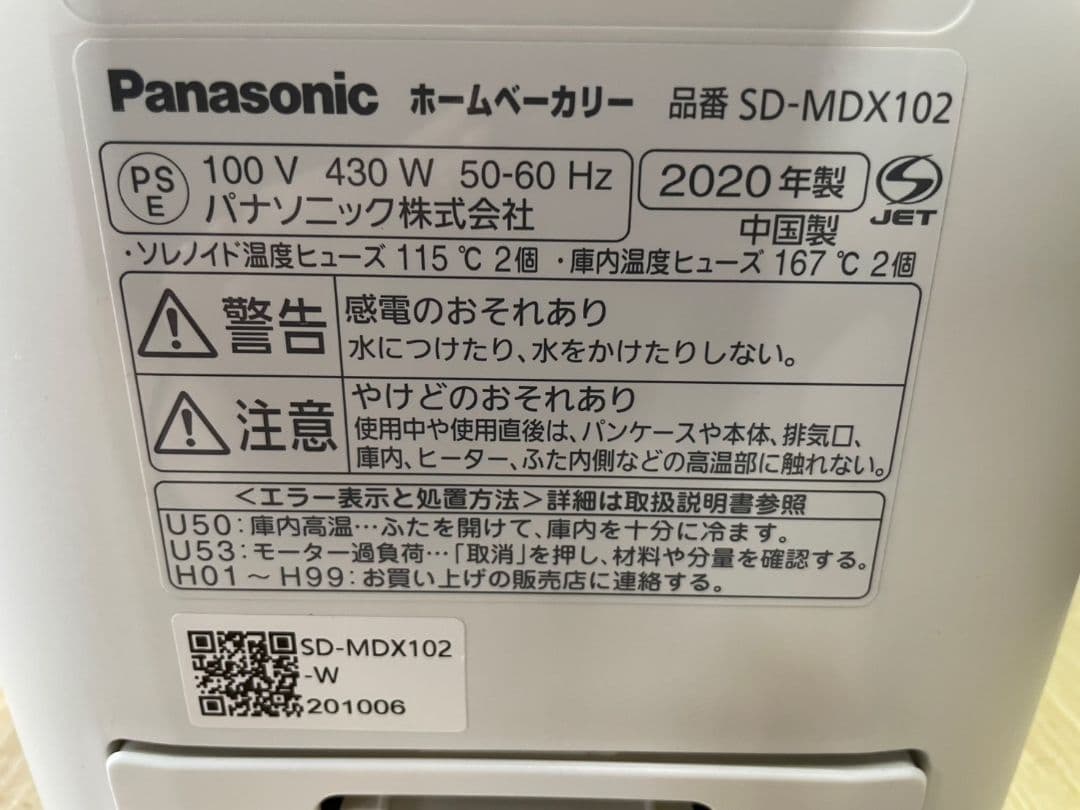 Panasonic ホームベーカリー 品番 SD-MDX102
PS E 100 V 430 W 50-60 Hz 2020年製
パナソニック株式会社 中国製 JET
・ソレノイド温度ヒューズ 115 ℃ 2個 ・庫内温度ヒューズ 167 ℃ 2個
警告 感電のおそれあり
水につけたり、水をかけたりしない。
注意 やけどのおそれあり
使用中や使用直後は、パンケースや本体、排気口、
庫内、ヒーター、ふた内側などの高温部に触れない。
＜エラー表示と処置方法＞詳細は取扱説明書参照
U50：庫内高温…ふたを開けて、庫内を十分に冷ます。
U53：モーター過負荷…「取消」を押し、材料や分量を確認する。
H01～H99：お買い上げの販売店に連絡する。
SD-MDX102
-W
201006